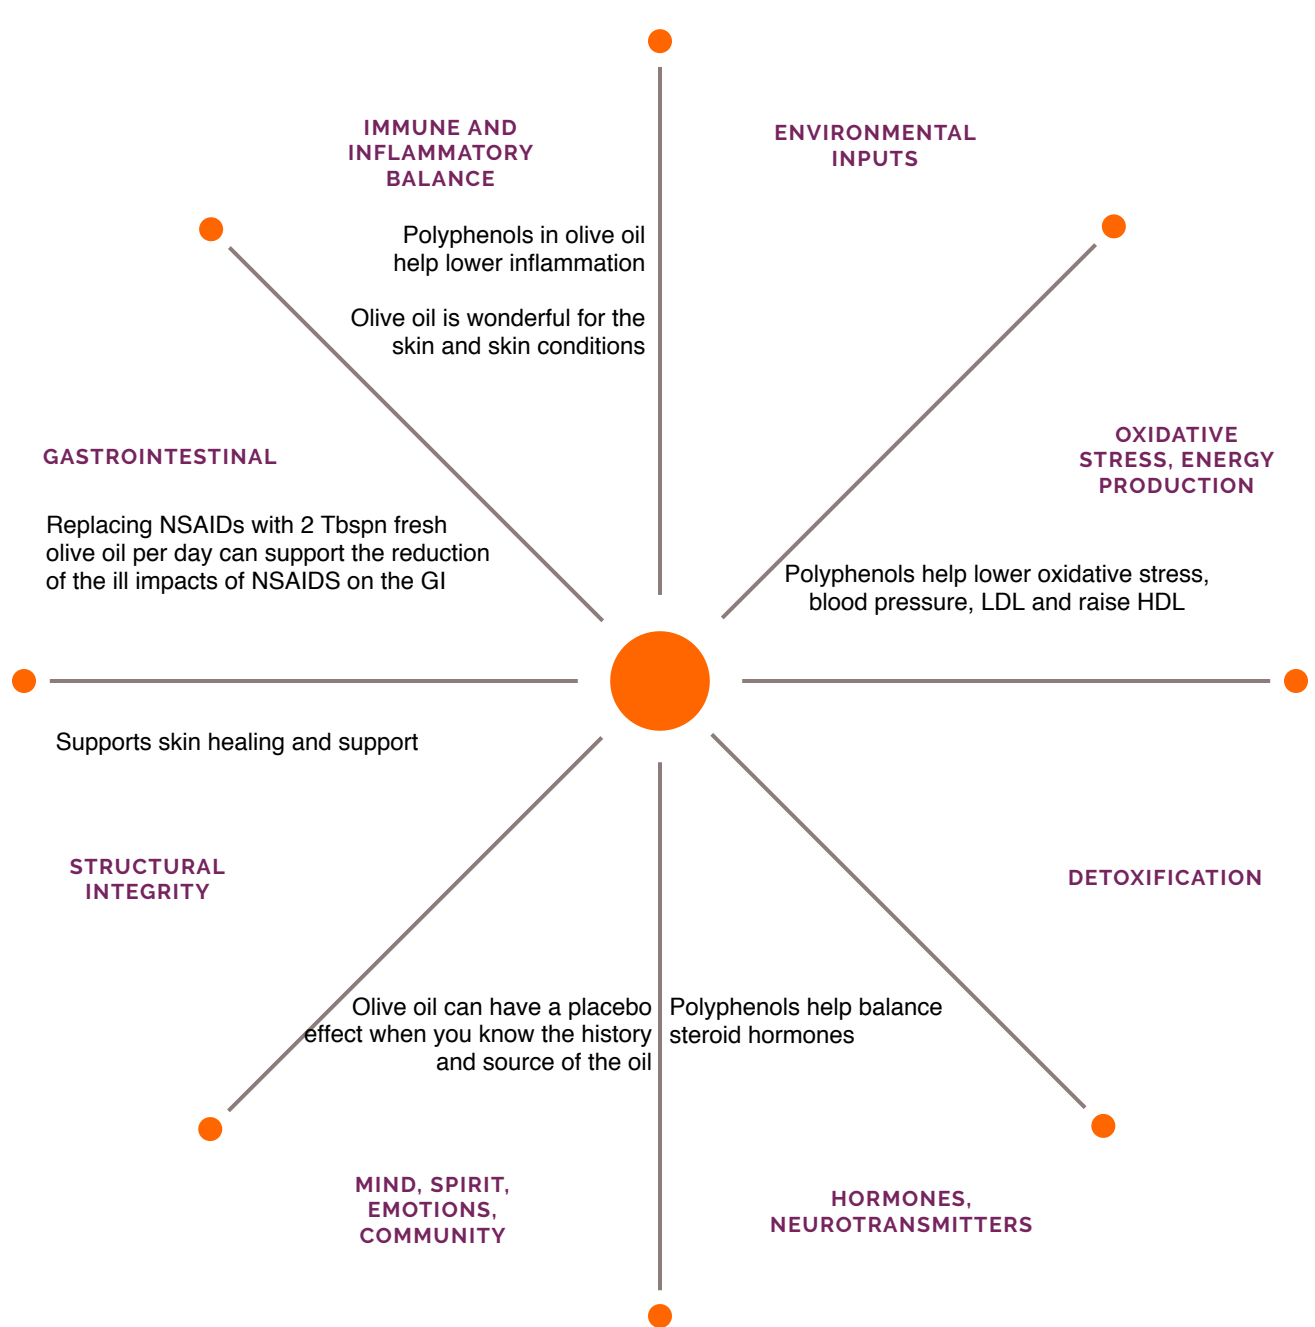 IMMUNE AND
INFLAMMATORY
BALANCE
Polyphenols in olive oil
help lower inflammation
Olive oil is wonderful for the
skin and skin conditions
ENVIRONMENTAL
INPUTS
GASTROINTESTINAL
Replacing NSAIDs with 2 Tbspn fresh
olive oil per day can support the reduction
of the ill impacts of NSAIDS on the GI
OXIDATIVE
STRESS, ENERGY
PRODUCTION
Polyphenols help lower oxidative stress,
blood pressure, LDL and raise HDL
Supports skin healing and support
STRUCTURAL
INTEGRITY
DETOXIFICATION
Olive oil can have a placebo
effect when you know the history
and source of the oil
MIND, SPIRIT,
EMOTIONS,
COMMUNITY
Polyphenols help balance
steroid hormones
HORMONES,
NEUROTRANSMITTERS